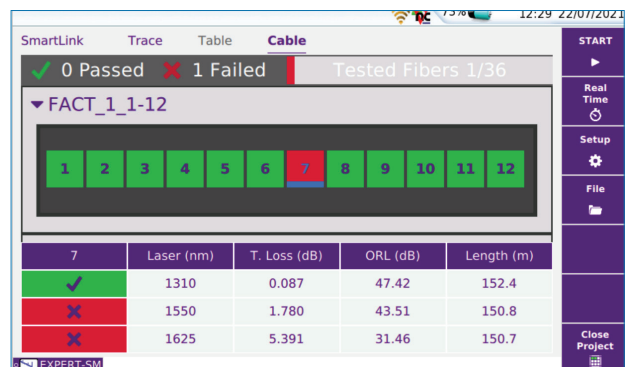 73% 12:29 22/07/2021
SmartLink Trace Table Cable
0 Passed 1 Failed Tested Fibers 1/36
FACT_1_1-12
1 2 3 4 5 6 7 8 9 10 11 12
7 Laser (nm) T. Loss (dB) ORL (dB) Length (m)
1310 0.087 47.42 152.4
1550 1.780 43.51 150.8
1625 5.391 31.46 150.7
EXPERT-SM
START
Real
Time
Setup
File
Close
Project